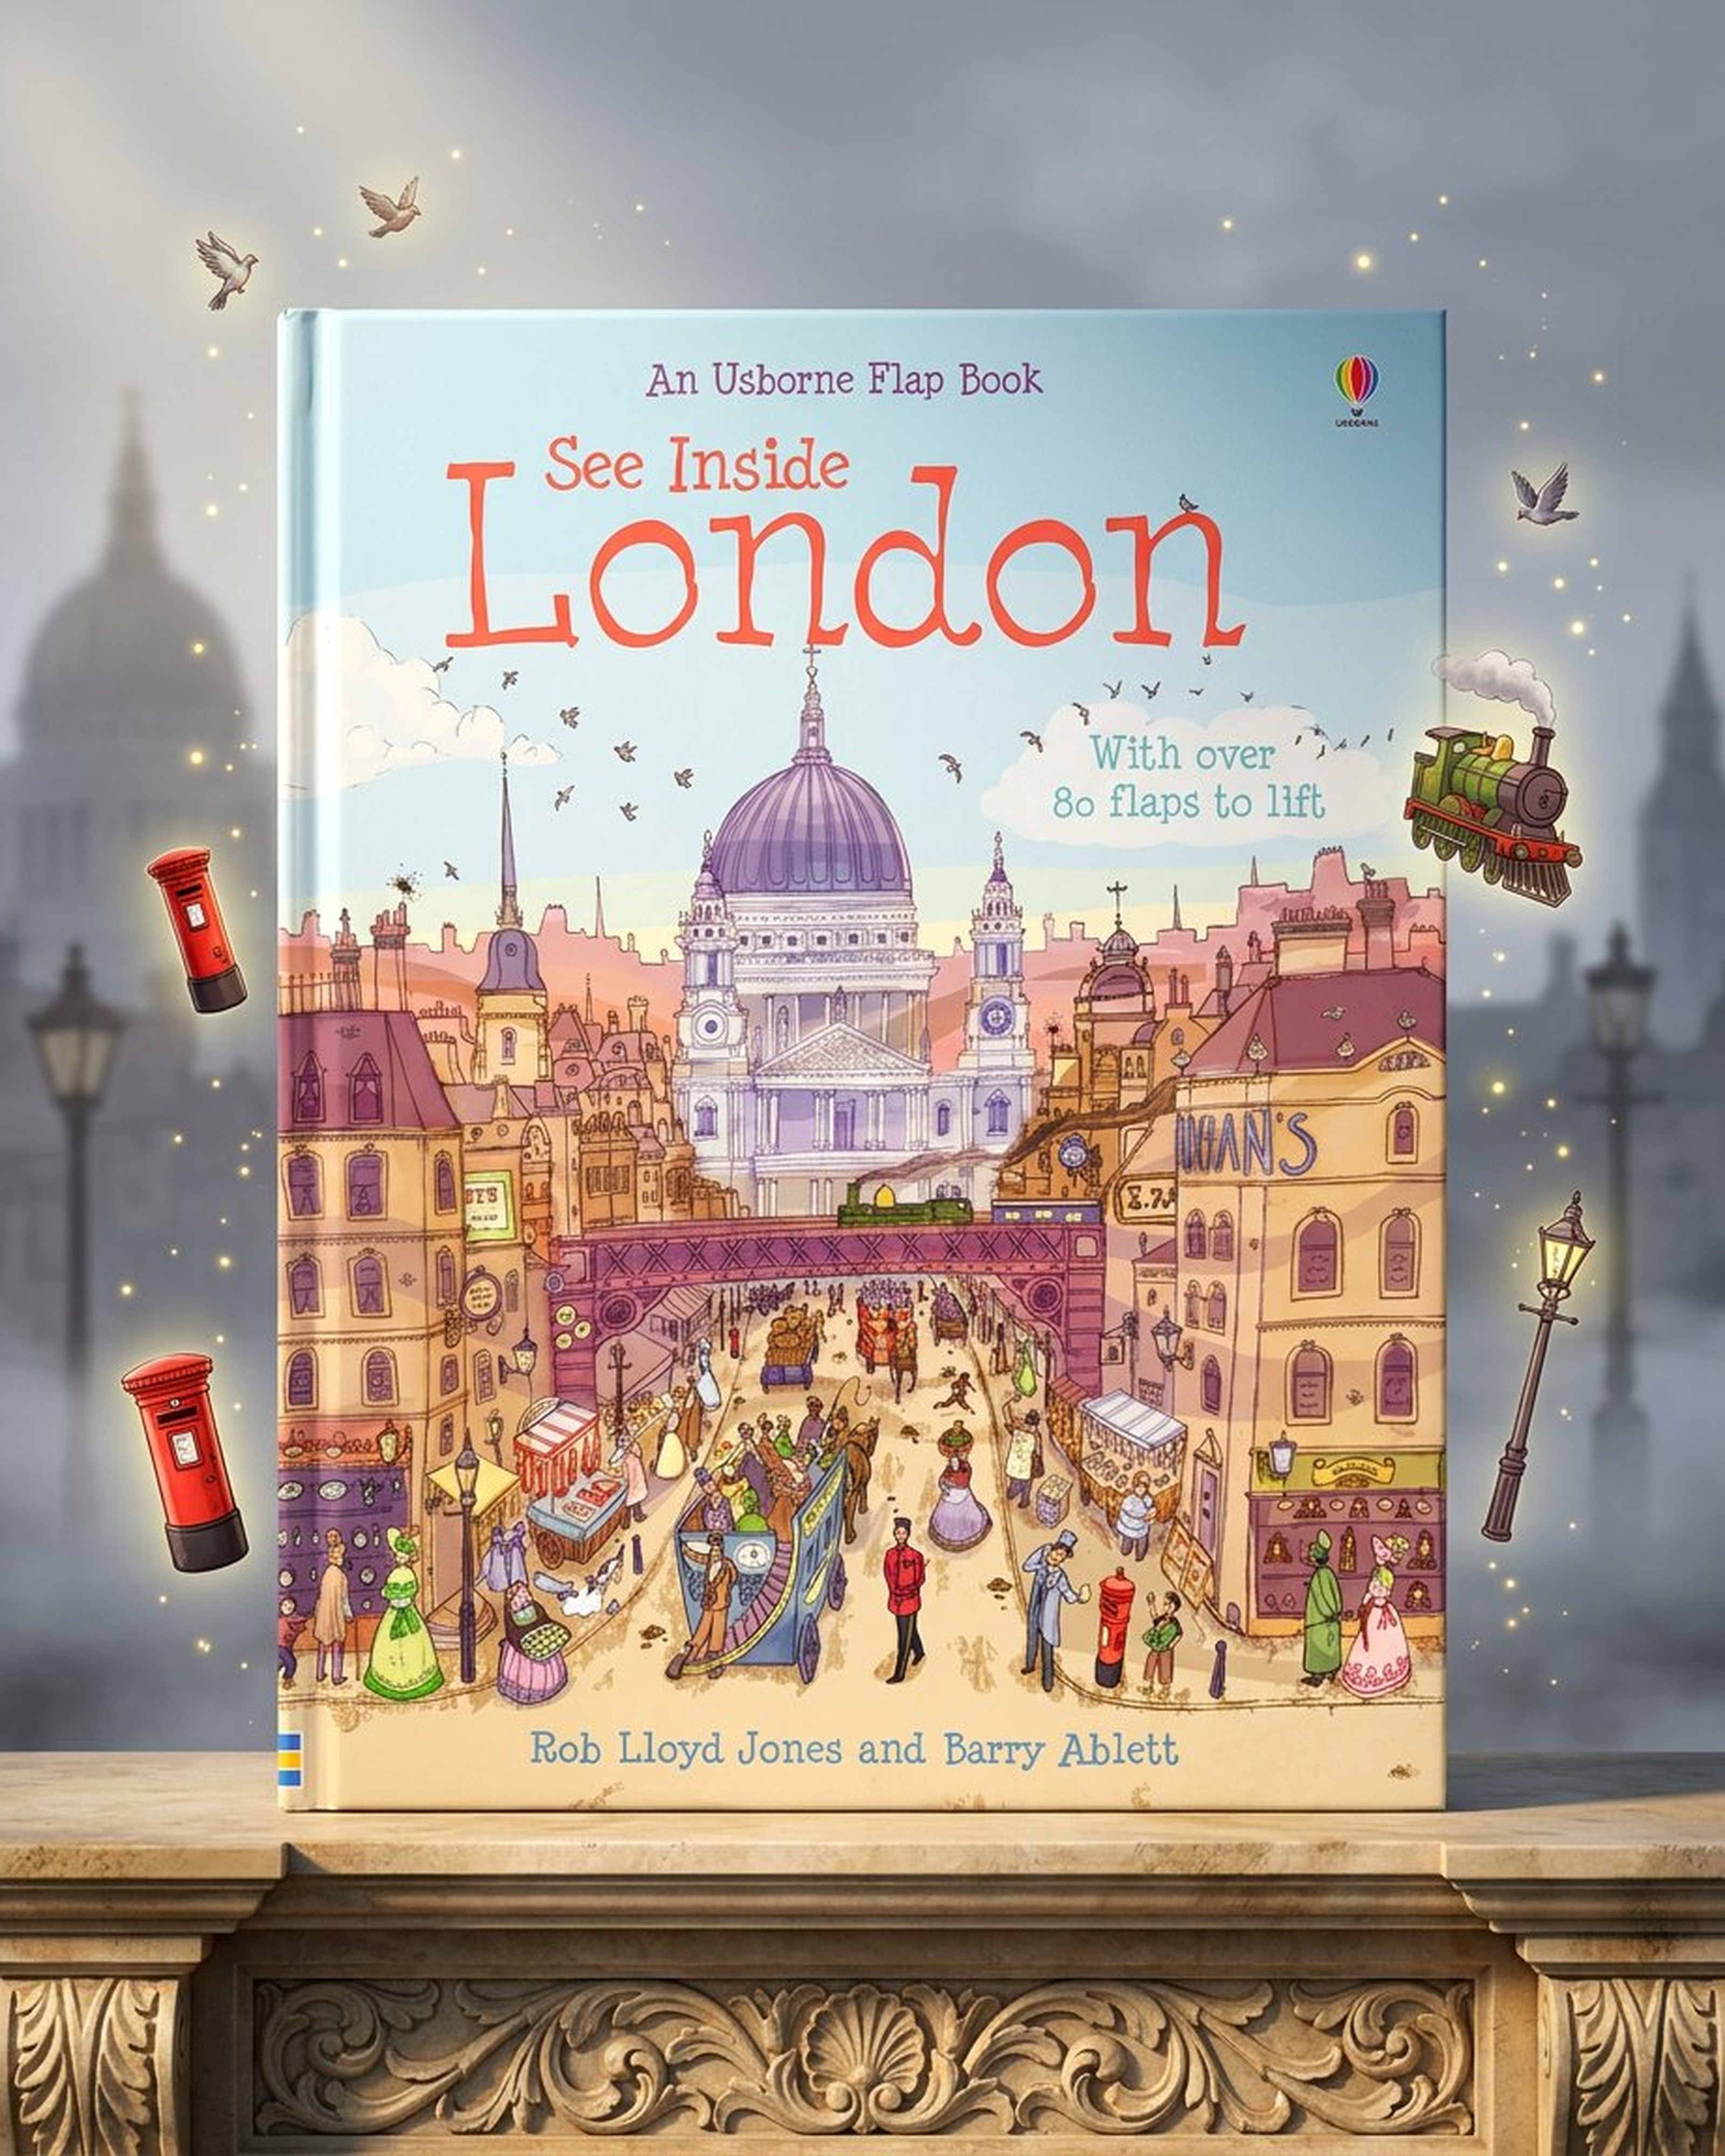 An Usborne Flap Book
USBORNE
See Inside
London
With over
80 flaps to lift
Rob Lloyd Jones and Barry Ablett